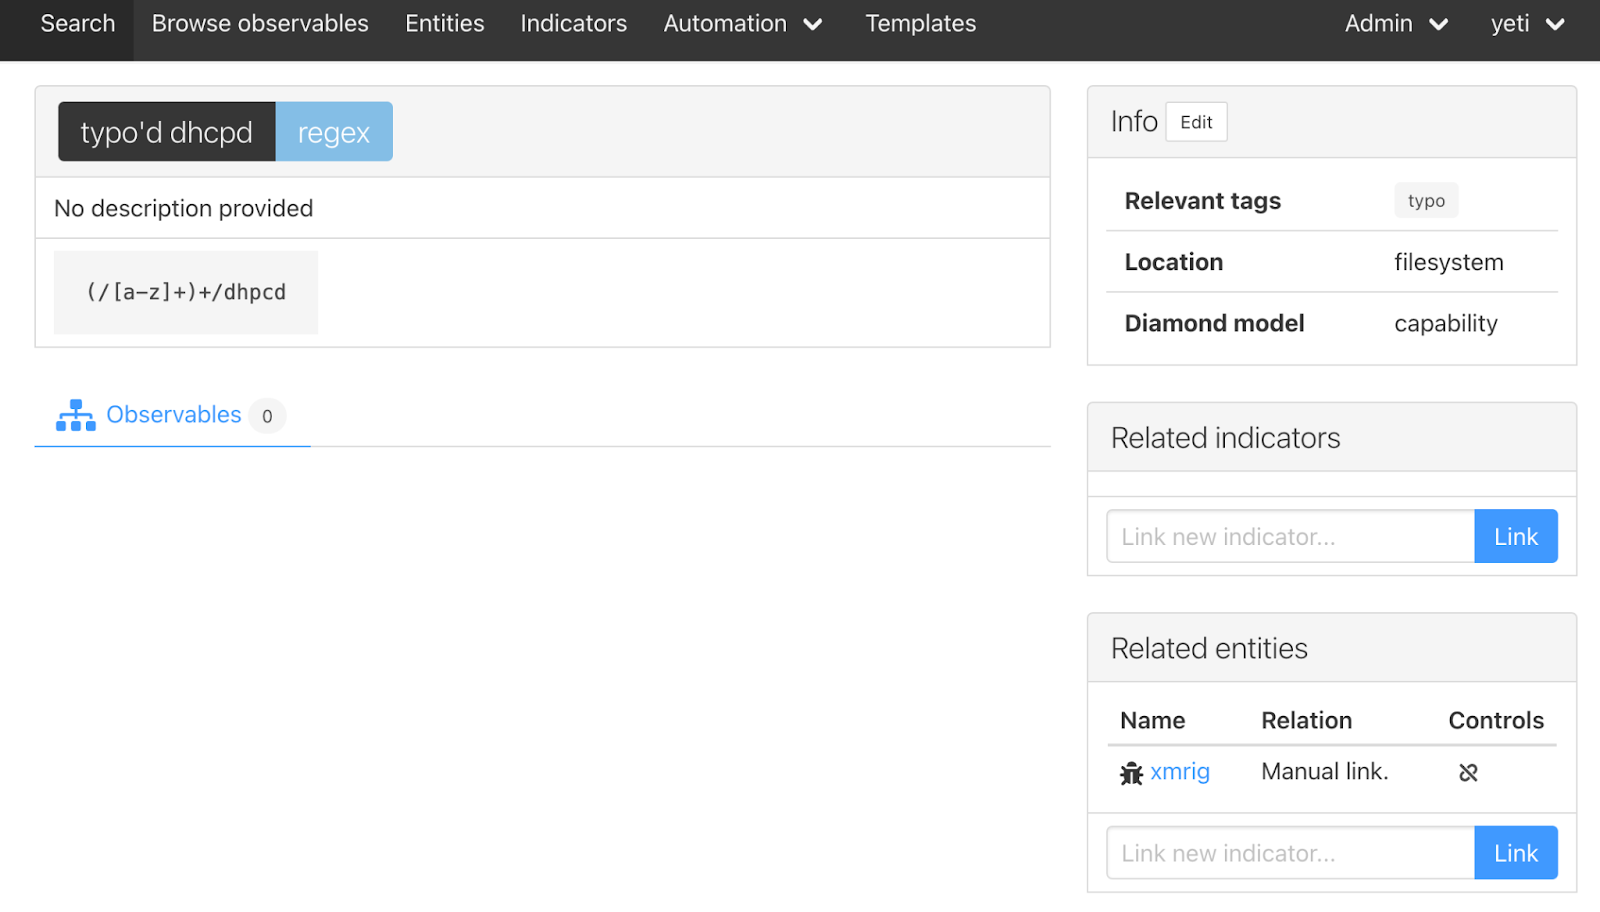 Search Browse observables Entities Indicators Automation Templates Admin yeti
typo'd dhcpd regex
No description provided
(/[a-z]+)+/dhpcd
Observables 0
Info Edit
Relevant tags typo
Location filesystem
Diamond model capability
Related indicators
Link new indicator... Link
Related entities
Name Relation Controls
xmrig Manual link.
Link new indicator... Link